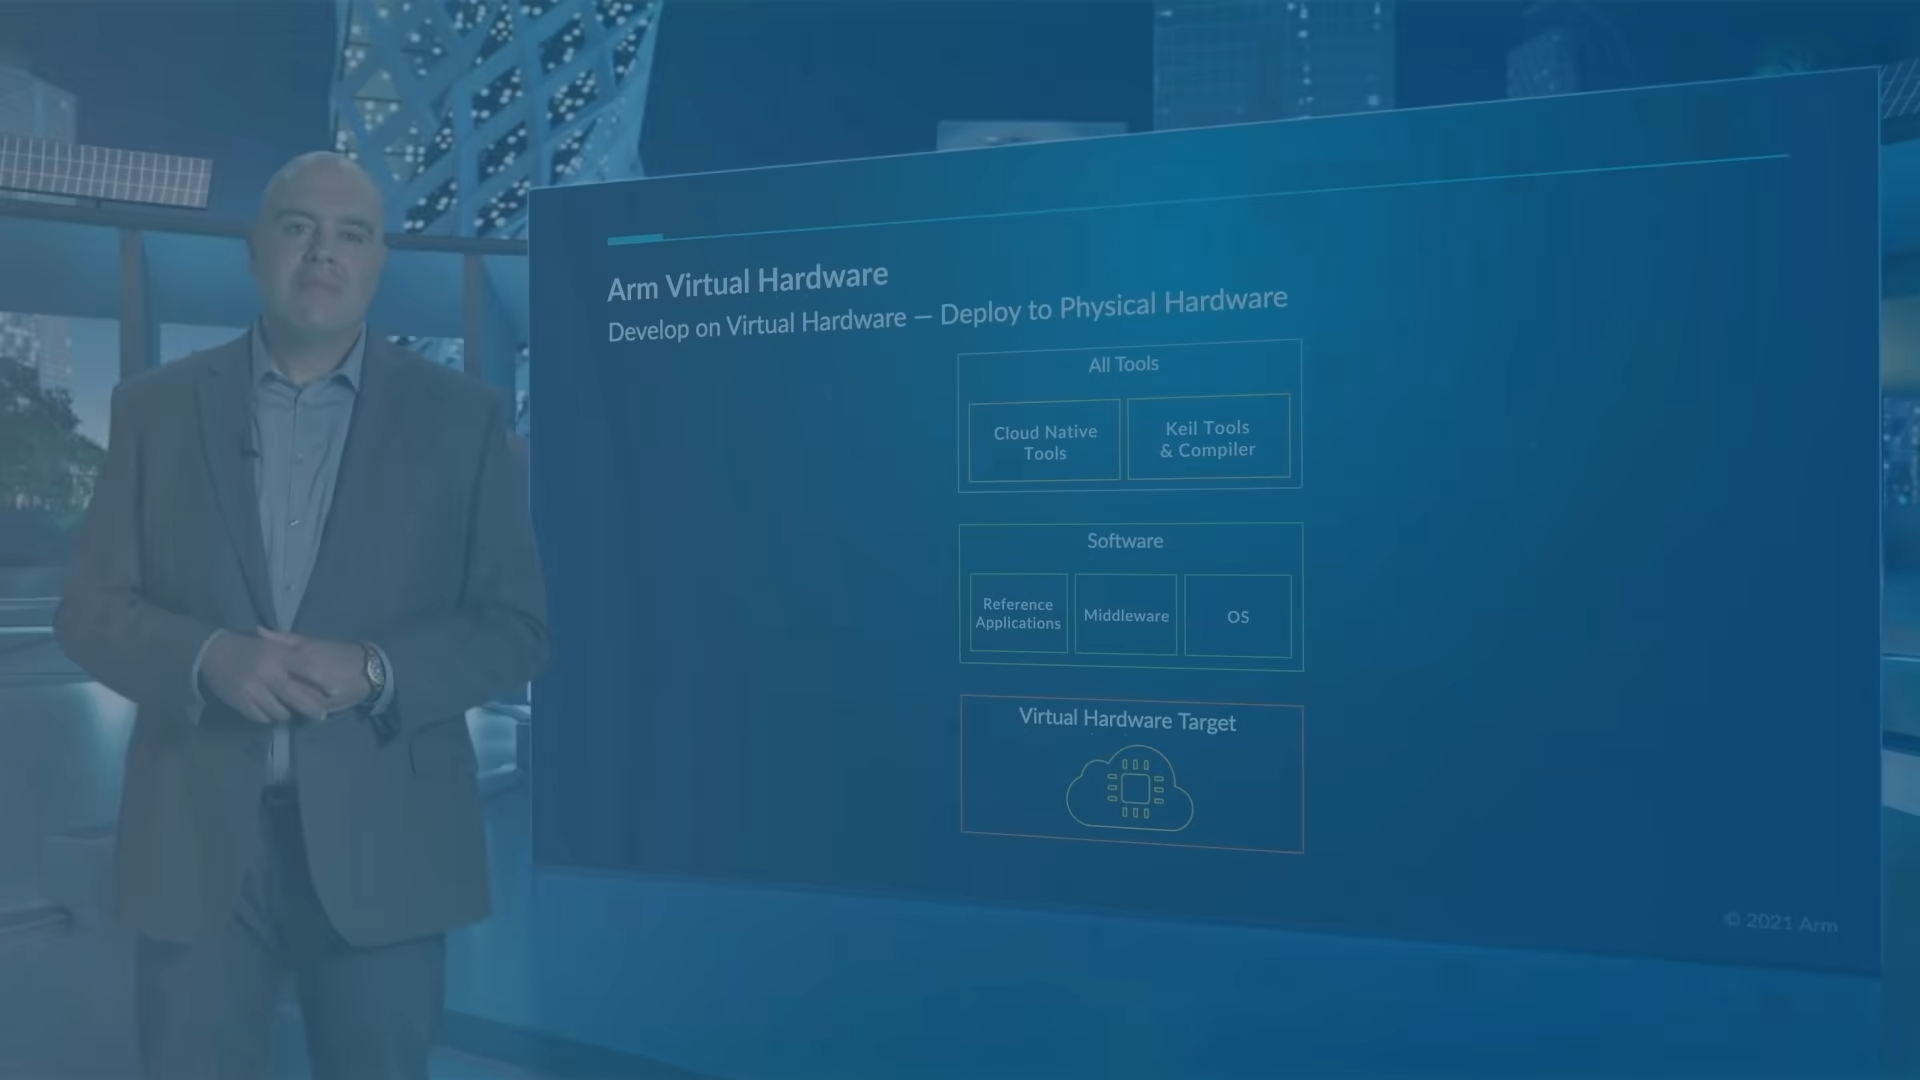 Arm Virtual Hardware
Develop on Virtual Hardware — Deploy to Physical Hardware
All Tools
Cloud Native
Tools
Keil Tools
& Compiler
Software
Reference
Applications
Middleware
OS
Virtual Hardware Target
© 2021 Arm